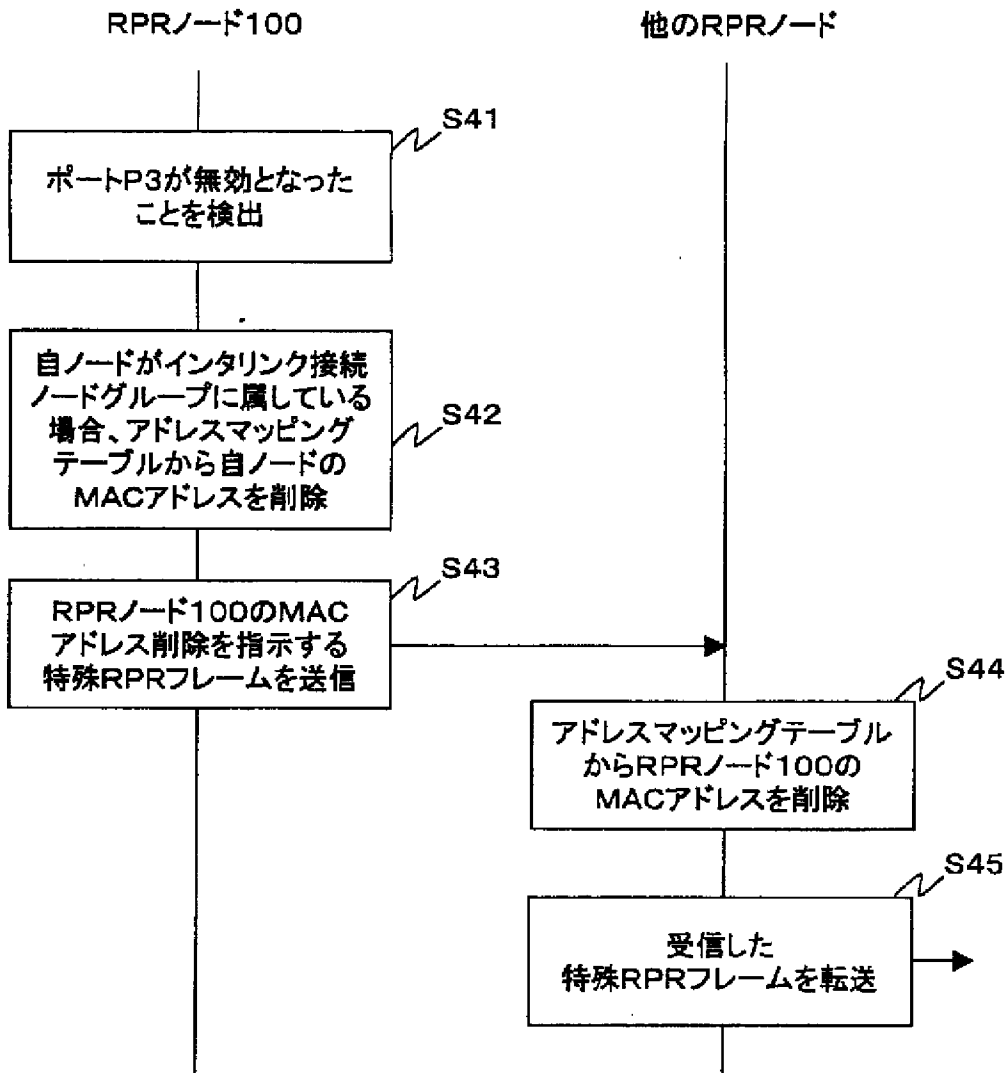 RPRノード100
他のRPRノード
S41
ポートP3が無効となった
ことを検出
自ノードがインタリンク接続
ノードグループに属している
場合、アドレスマッピング
テーブルから自ノードの
MACアドレスを削除
S42
S43
RPRノード100のMAC
アドレス削除を指示する
特殊RPRフレームを送信
S44
アドレスマッピングテーブル
からRPRノード100の
MACアドレスを削除
S45
受信した
特殊RPRフレームを転送